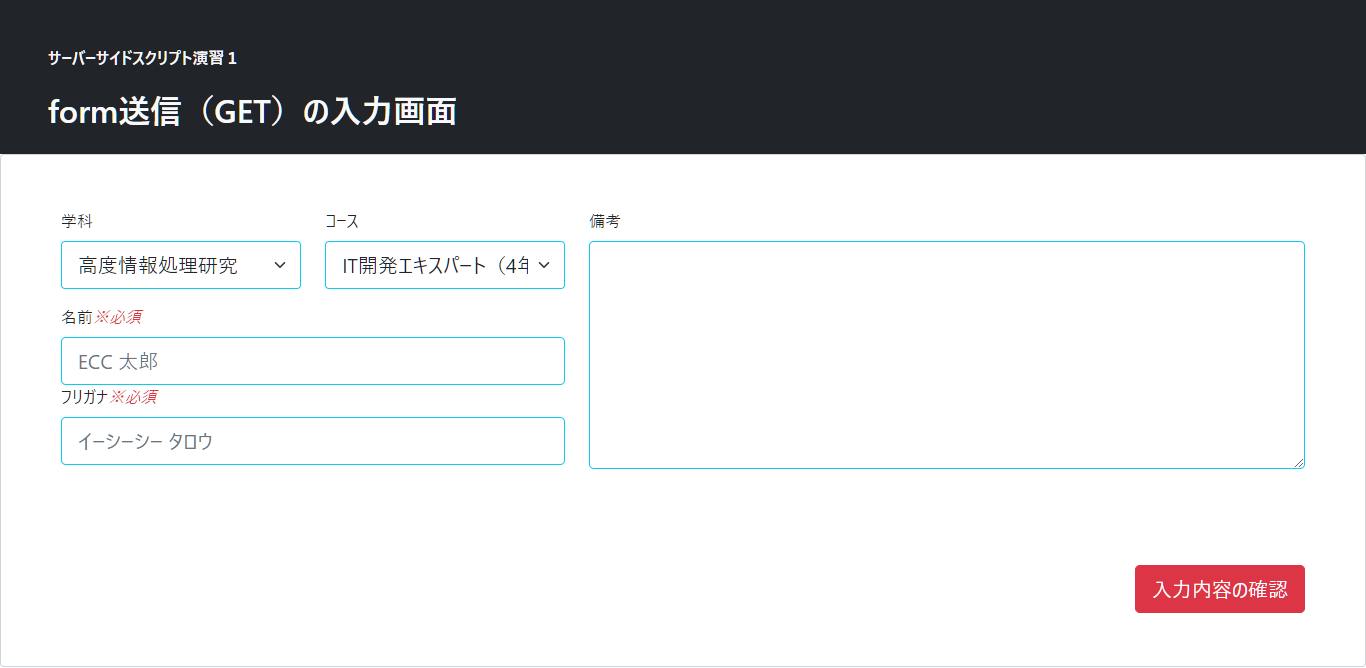 サーバーサイドスクリプト演習 1
form送信（GET）の入力画面
学科
コース
備考
高度情報処理研究
IT開発エキスパート（4年
名前※必須
ECC 太郎
フリガナ※必須
イーシーシー タロウ
入力内容の確認